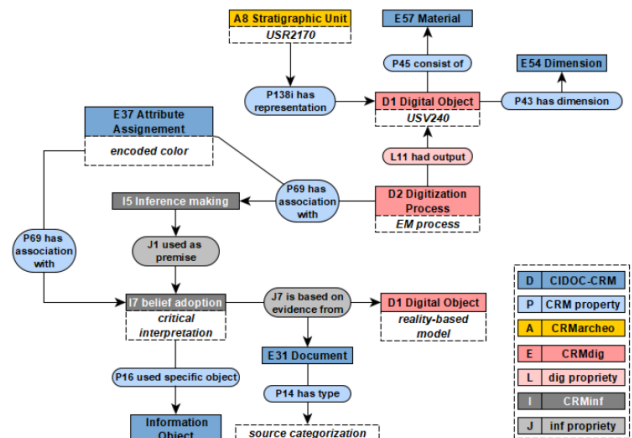 A8 Stratigraphic Unit
USR2170
E57 Material
P45 consist of
E54 Dimension
P138i has
representation
D1 Digital Object
USV240
P43 has dimension
E37 Attribute
Assignement
encoded color
L11 had output
P69 has
association
with
D2 Digitization
Process
EM process
I5 Inference making
P69 has
association
with
J1 used as
premise
I7 belief adoption
critical
interpretation
J7 is based on
evidence from
D1 Digital Object
reality-based
model
E31 Document
P16 used specific object
P14 has type
Information
Object
source categorization
D CIDOC-CRM
P CRM property
A CRMarcheo
E CRMdig
L dig propriety
I CRMinf
J inf propriety